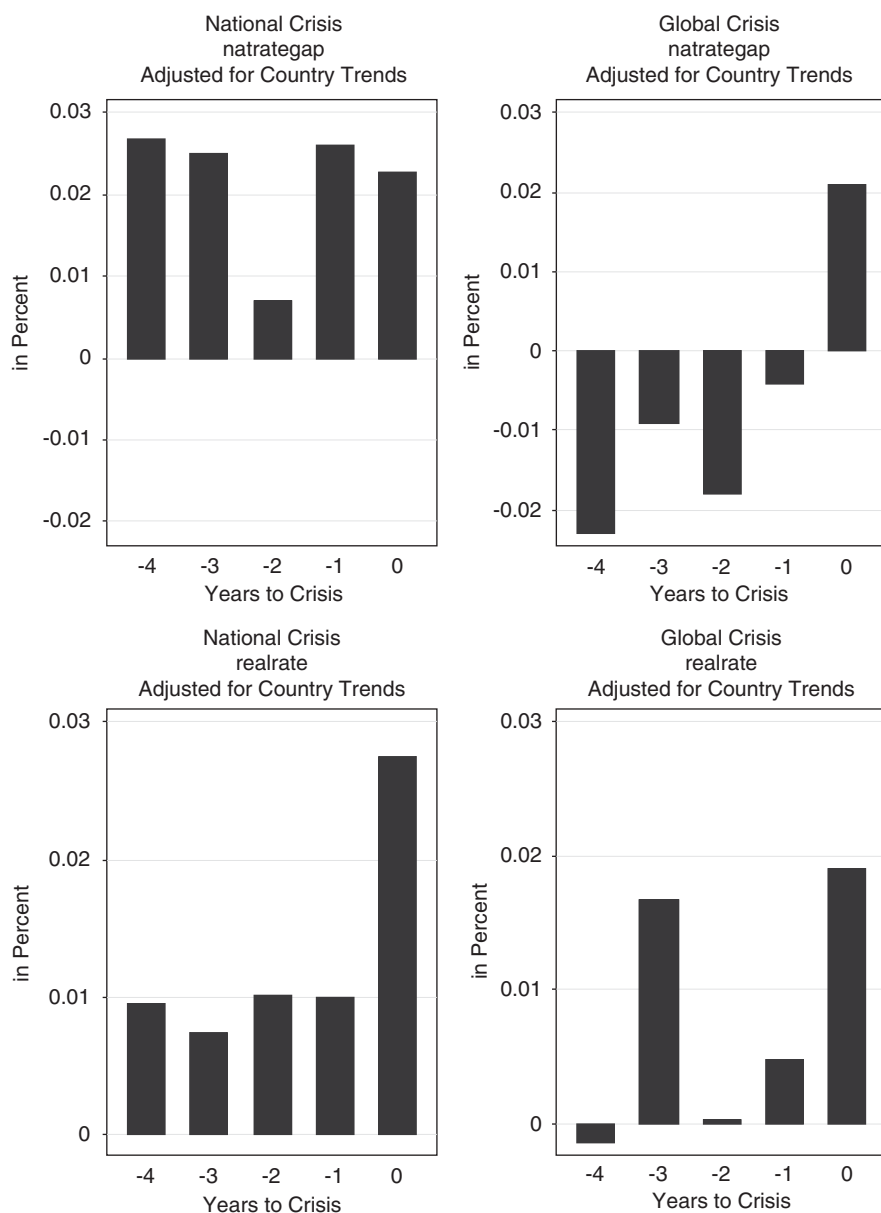 National Crisis
natrategap
Adjusted for Country Trends
0.03
0.02
0.01
0
-0.01
-0.02
in Percent
-4 -3 -2 -1 0
Years to Crisis
Global Crisis
natrategap
Adjusted for Country Trends
0.03
0.02
0.01
0
-0.01
-0.02
in Percent
-4 -3 -2 -1 0
Years to Crisis
National Crisis
realrate
Adjusted for Country Trends
0.03
0.02
0.01
0
in Percent
-4 -3 -2 -1 0
Years to Crisis
Global Crisis
realrate
Adjusted for Country Trends
0.03
0.02
0.01
0
in Percent
-4 -3 -2 -1 0
Years to Crisis